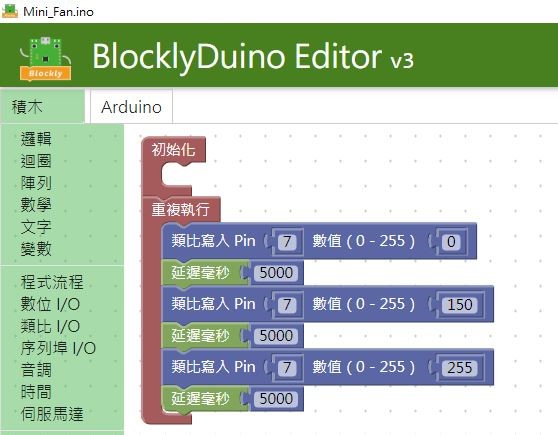 Mini_Fan.ino
Blockly
BlocklyDuino Editor v3
積木
Arduino
邏輯
迴圈
陣列
數學
文字
變數
程式流程
數位 I/O
類比 I/O
序列埠 I/O
音調
時間
伺服馬達
初始化
重複執行
類比寫入 Pin 7 數值 ( 0 - 255 ) 0
延遲毫秒 5000
類比寫入 Pin 7 數值 ( 0 - 255 ) 150
延遲毫秒 5000
類比寫入 Pin 7 數值 ( 0 - 255 ) 255
延遲毫秒 5000